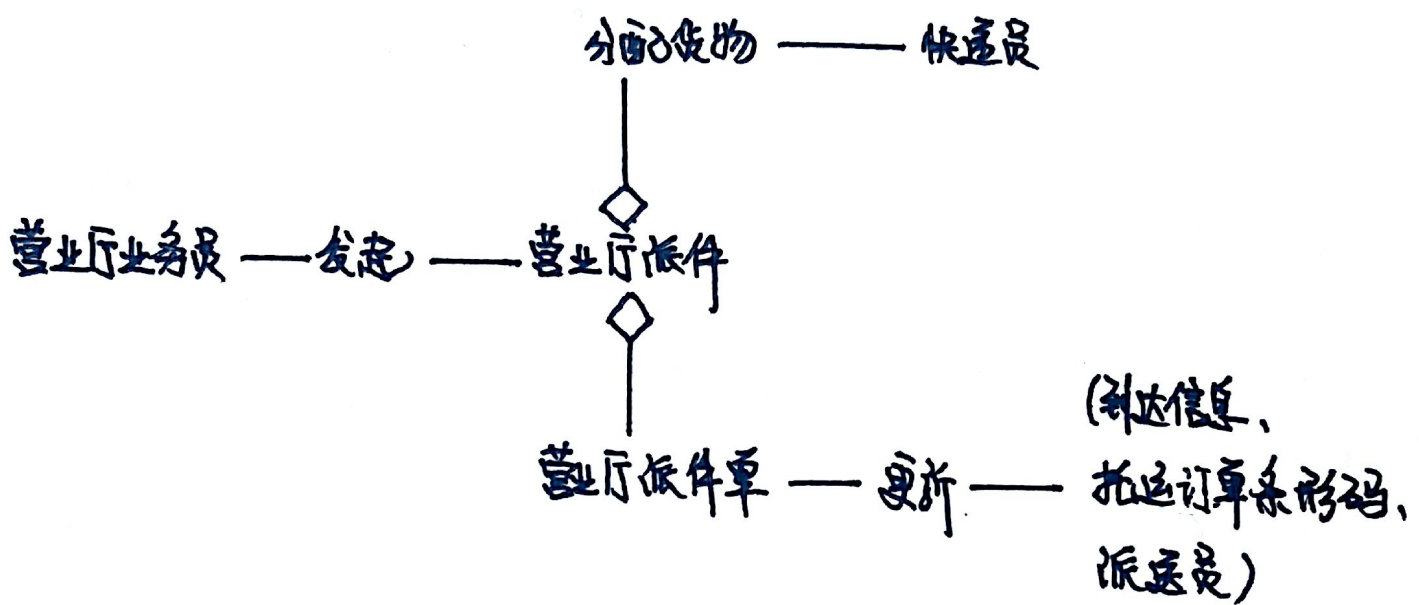 分配货物 快递员
营业厅业务员 发起 营业厅派件
营业厅派件单 更新
(到达信息、
托运订单条形码、
派送员)